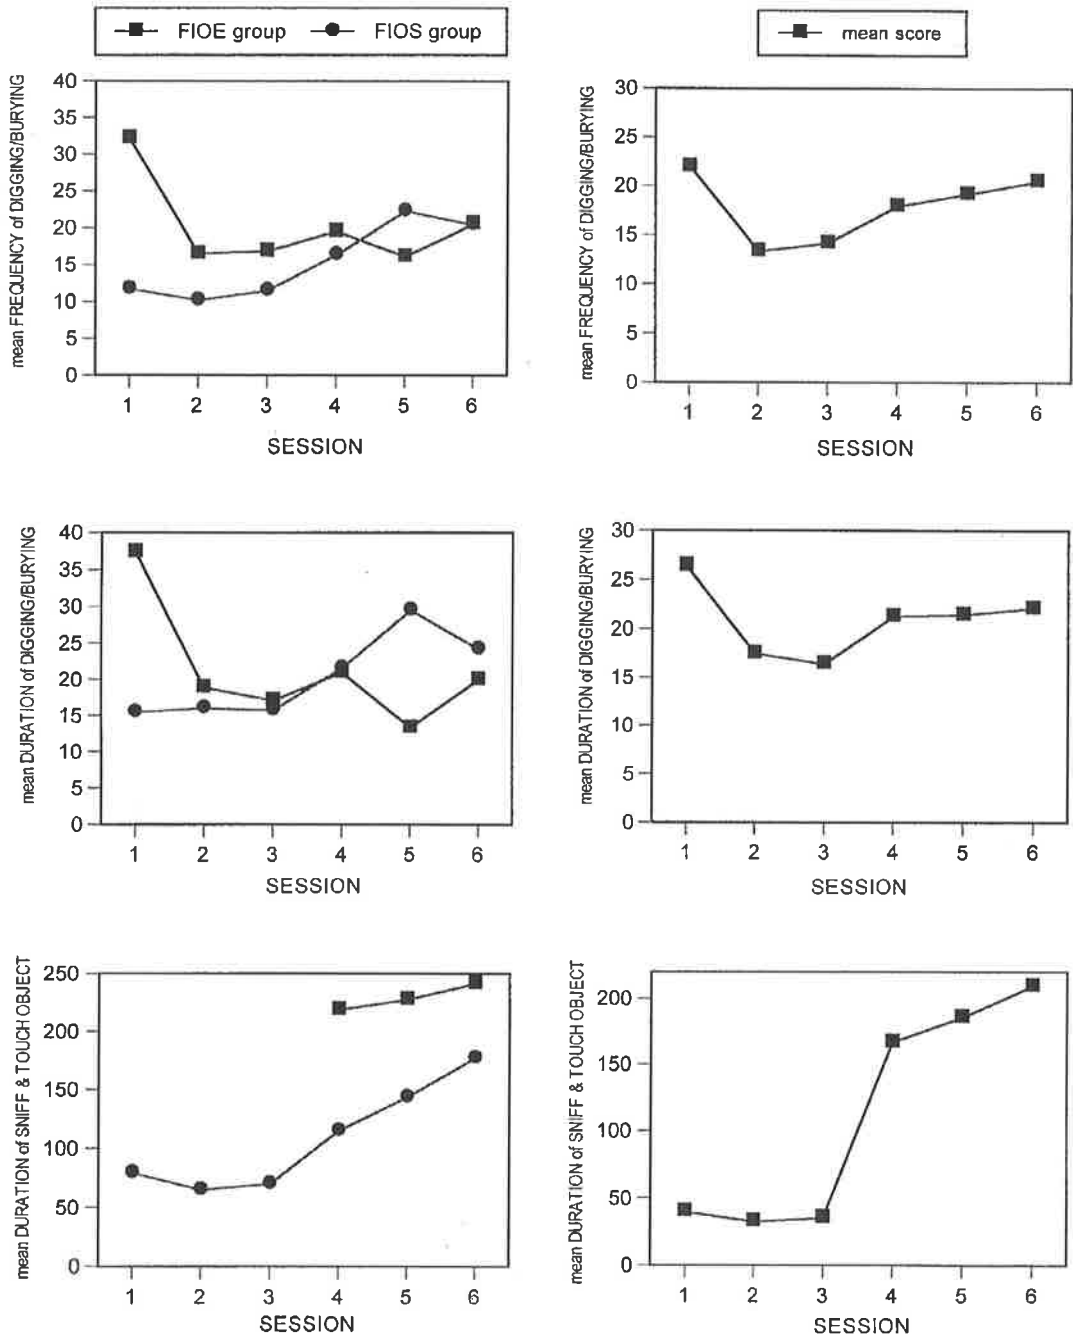 FIOE group FIOS group
mean FREQUENCY of DIGGING/BURYING
40
35
30
25
20
15
10
5
0
1 2 3 4 5 6
SESSION
mean score
mean FREQUENCY of DIGGING/BURYING
30
25
20
15
10
5
0
1 2 3 4 5 6
SESSION
mean DURATION of DIGGING/BURYING
40
35
30
25
20
15
10
5
0
1 2 3 4 5 6
SESSION
mean DURATION of DIGGING/BURYING
30
25
20
15
10
5
0
1 2 3 4 5 6
SESSION
mean DURATION of SNIFF & TOUCH OBJECT
250
200
150
100
50
0
1 2 3 4 5 6
SESSION
mean DURATION of SNIFF & TOUCH OBJECT
200
150
100
50
0
1 2 3 4 5 6
SESSION